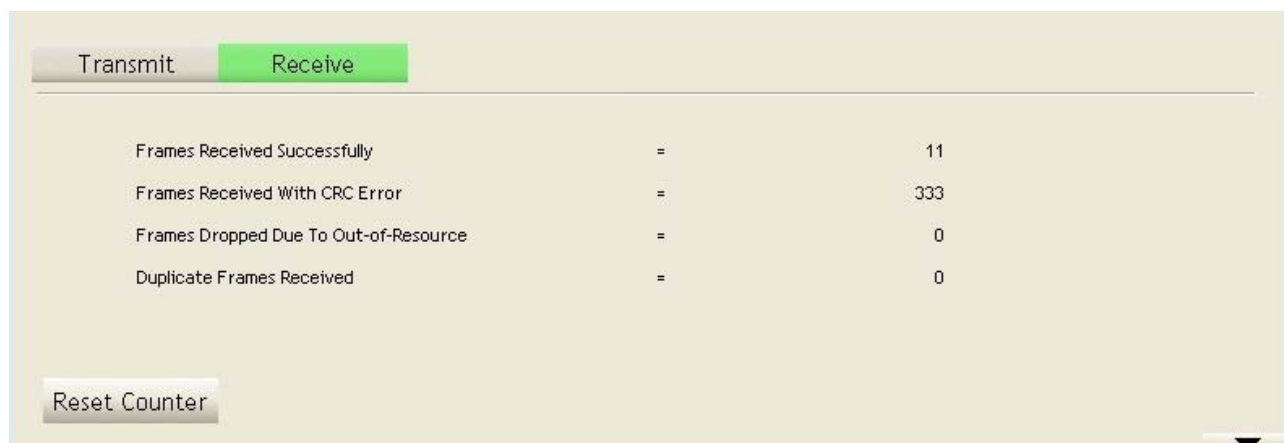 Transmit Receive
Frames Received Successfully = 11
Frames Received With CRC Error = 333
Frames Dropped Due To Out-of-Resource = 0
Duplicate Frames Received = 0
Reset Counter